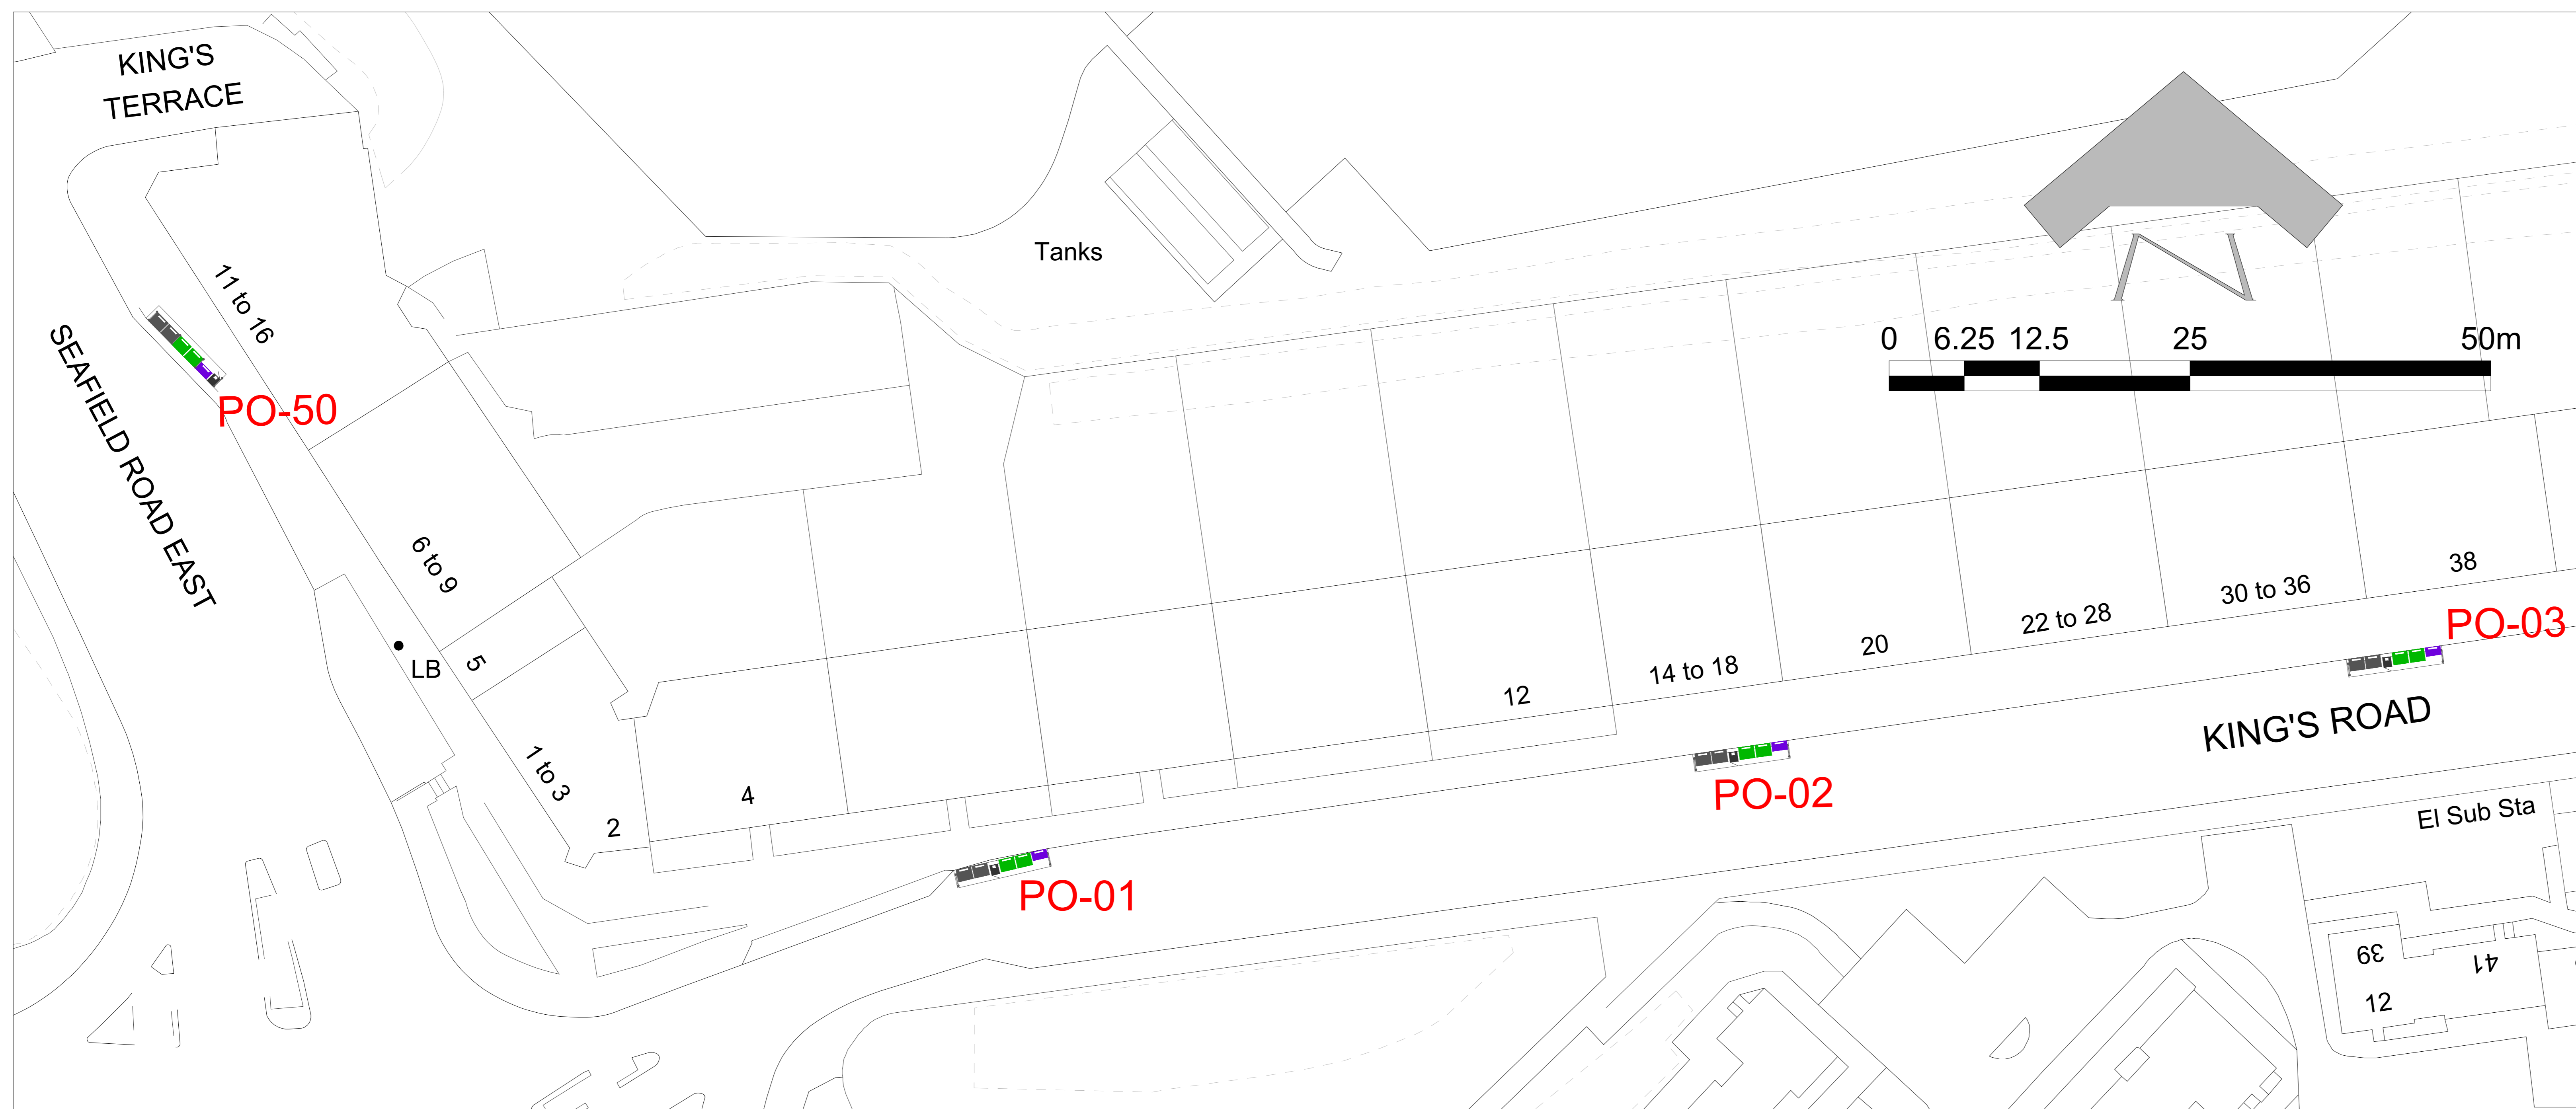 KING'S
TERRACE
Tanks
N
0 6.25 12.5 25 50m
11 to 16
PO-50
SEAFIELD ROAD EAST
6 to 9
LB
5
1 to 3
2
4
12
14 to 18
20
22 to 28
30 to 36
38
PO-03
PO-02
PO-01
KING'S ROAD
El Sub Sta
39
41
12